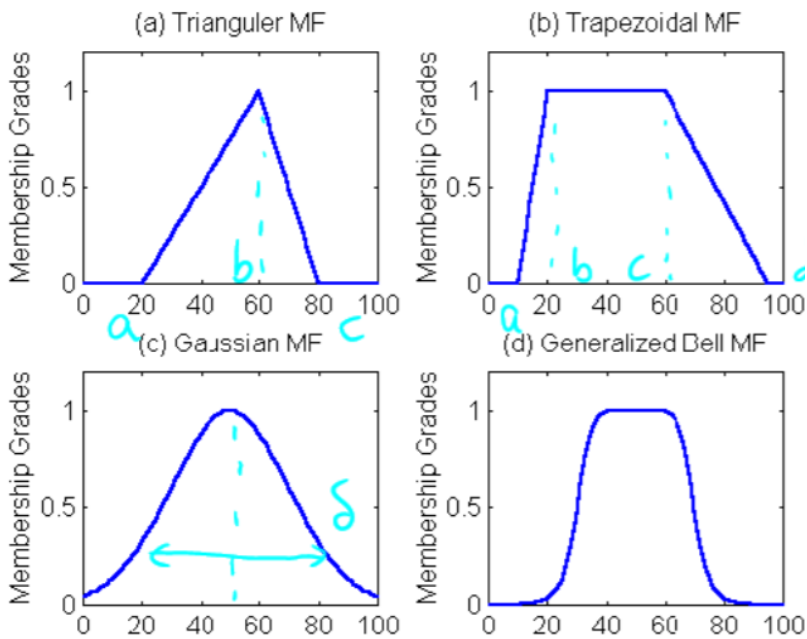 (a) Trianguler MF
(b) Trapezoidal MF
Membership Grades
1
0.5
0
b
0 20 40 60 80 100
a
c
Membership Grades
1
0.5
0
b c
0 20 40 60 80 100
a
(c) Gaussian MF
(d) Generalized Bell MF
Membership Grades
1
0.5
0
δ
0 20 40 60 80 100
Membership Grades
1
0.5
0
0 20 40 60 80 100